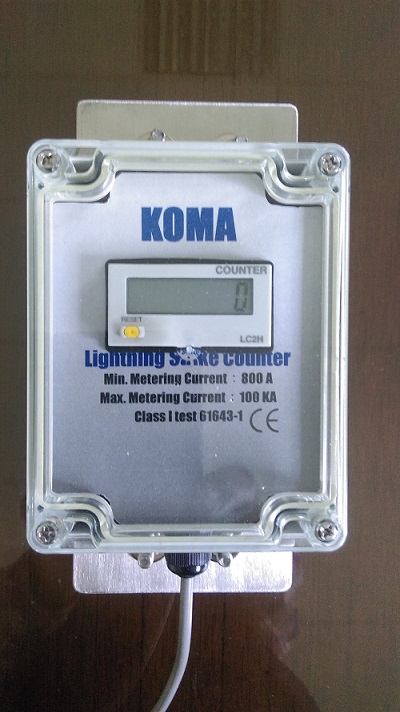 KOMA
COUNTER
0
RESET
LC2H
Lightning Counter
Min. Metering Current : 800 A
Max. Metering Current : 100 KA
Class I test 61643-1 CE